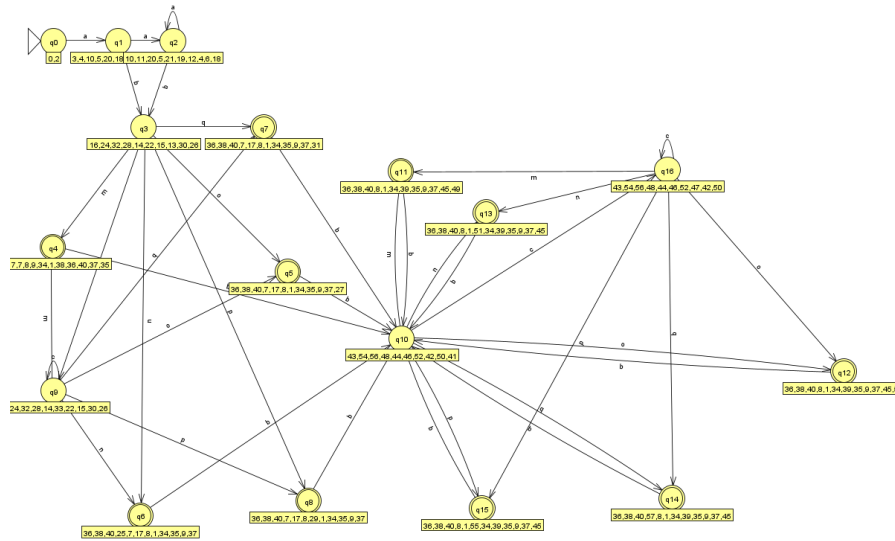 a
q0
a
q1
a
q2
0,2
3,4,10,5,20,18
10,11,20,5,21,19,12,4,6,18
q3
q
q7
16,24,32,28,14,22,15,13,30,26
36,38,40,7,17,8,1,34,35,9,37,31
c
q16
m
q11
43,54,56,48,44,46,52,47,42,50
36,38,40,8,1,34,39,35,9,37,45,49
m
n
q13
o
36,38,40,8,1,51,34,39,35,9,37,45
q4
7,7,8,9,34,1,38,36,40,37,35
q5
36,38,40,7,17,8,1,34,35,9,37,27
c
n
m
o
q10
o
43,54,56,48,44,46,52,42,50,41
b
q12
36,38,40,8,1,34,39,35,9,37,45,
c
q9
24,32,28,14,33,22,15,30,26
p
n
q6
36,38,40,25,7,17,8,1,34,35,9,37
q8
36,38,40,7,17,8,29,1,34,35,9,37
q15
36,38,40,8,1,55,34,39,35,9,37,45
q14
36,38,40,57,8,1,34,39,35,9,37,45